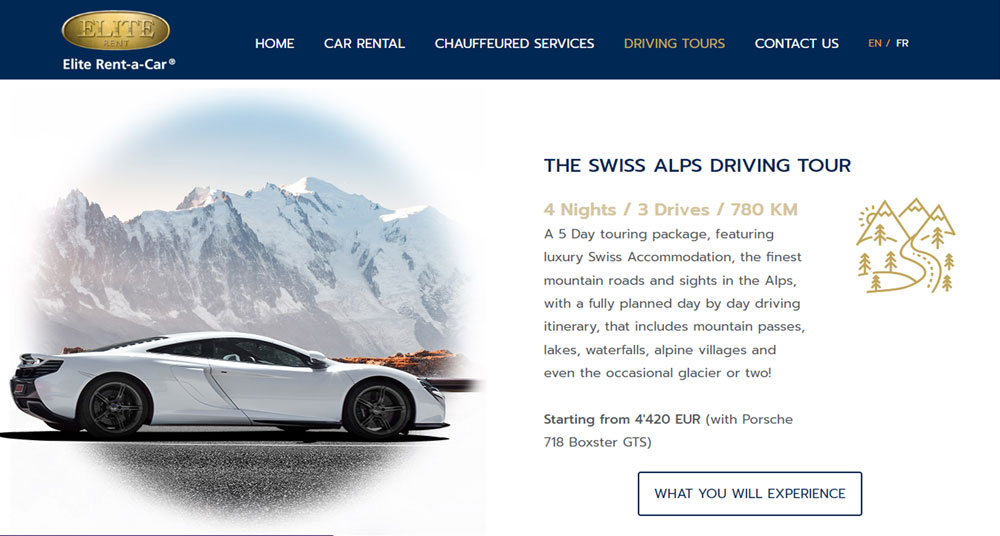 ELITE
RENT
Elite Rent-a-Car®
HOME CAR RENTAL CHAUFFEURED SERVICES DRIVING TOURS CONTACT US EN / FR
THE SWISS ALPS DRIVING TOUR
4 Nights / 3 Drives / 780 KM
A 5 Day touring package, featuring
luxury Swiss Accommodation, the finest
mountain roads and sights in the Alps,
with a fully planned day by day driving
itinerary, that includes mountain passes,
lakes, waterfalls, alpine villages and
even the occasional glacier or two!
Starting from 4'420 EUR (with Porsche
718 Boxster GTS)
WHAT YOU WILL EXPERIENCE